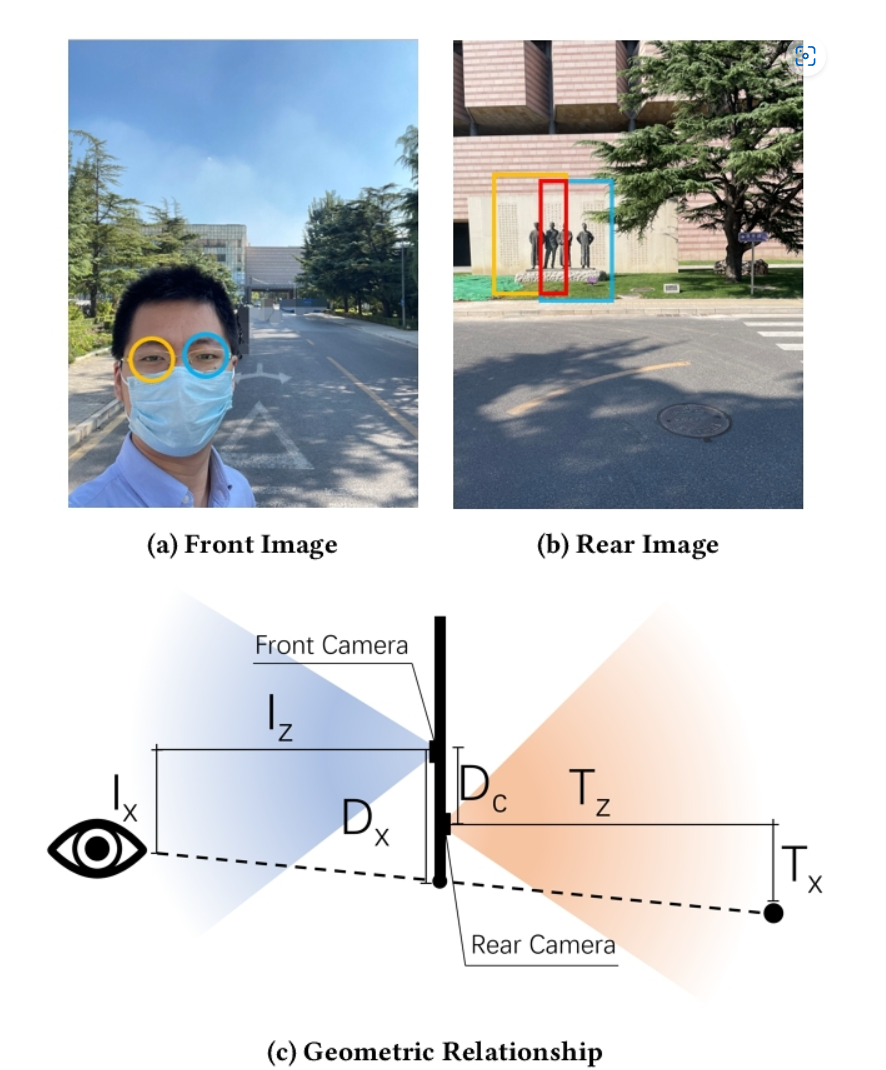 (a) Front Image
(b) Rear Image
Front Camera
I_z
I_x
D_x
D_c
T_z
T_x
Rear Camera
(c) Geometric Relationship